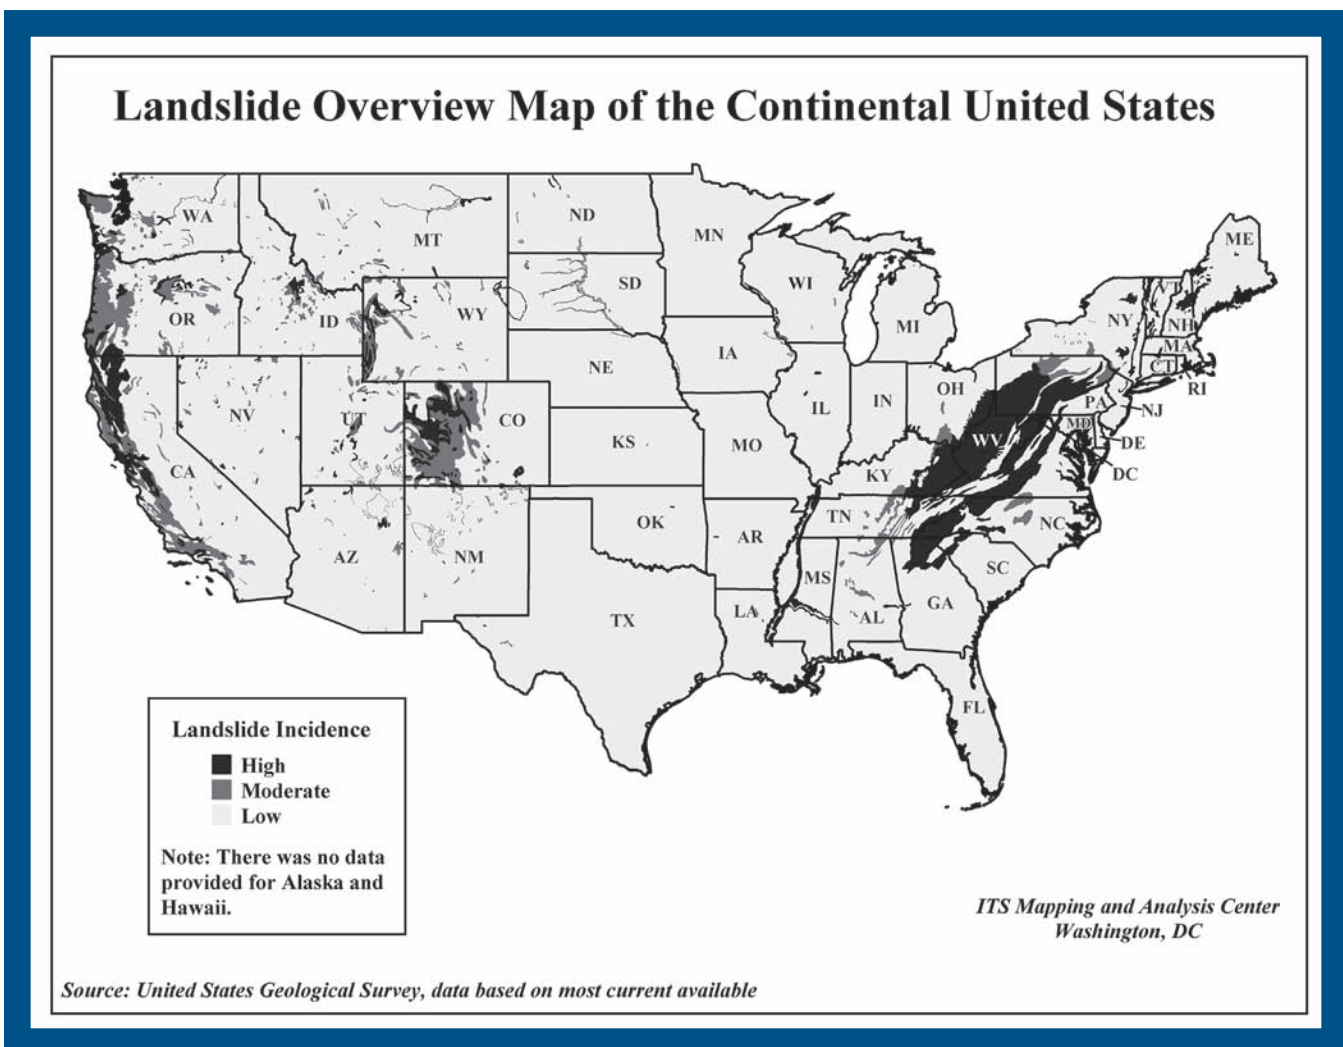 Landslide Overview Map of the Continental United States
WA
MT
ND
MN
ME
OR
ID
WY
SD
WI
MI
NY
VT
NH
MA
CT
RI
NV
UT
CO
NE
IA
IL
IN
OH
PA
NJ
CA
KS
MO
KY
WV
MD
DE
DC
AZ
NM
OK
AR
TN
NC
TX
LA
MS
AL
GA
SC
FL
Landslide Incidence
High
Moderate
Low
Note: There was no data
provided for Alaska and
Hawaii.
ITS Mapping and Analysis Center
Washington, DC
Source: United States Geological Survey, data based on most current available